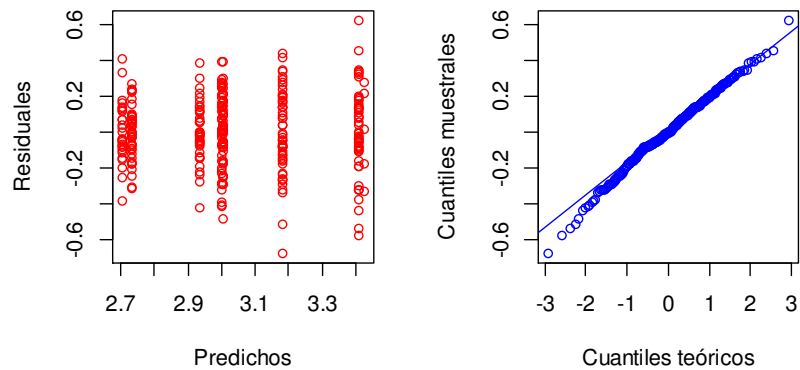 Residuales
0.6
0.2
-0.2
-0.6
2.7 2.9 3.1 3.3
Predichos
Cuantiles muestrales
0.6
0.2
-0.2
-0.6
-3 -2 -1 0 1 2 3
Cuantiles teóricos